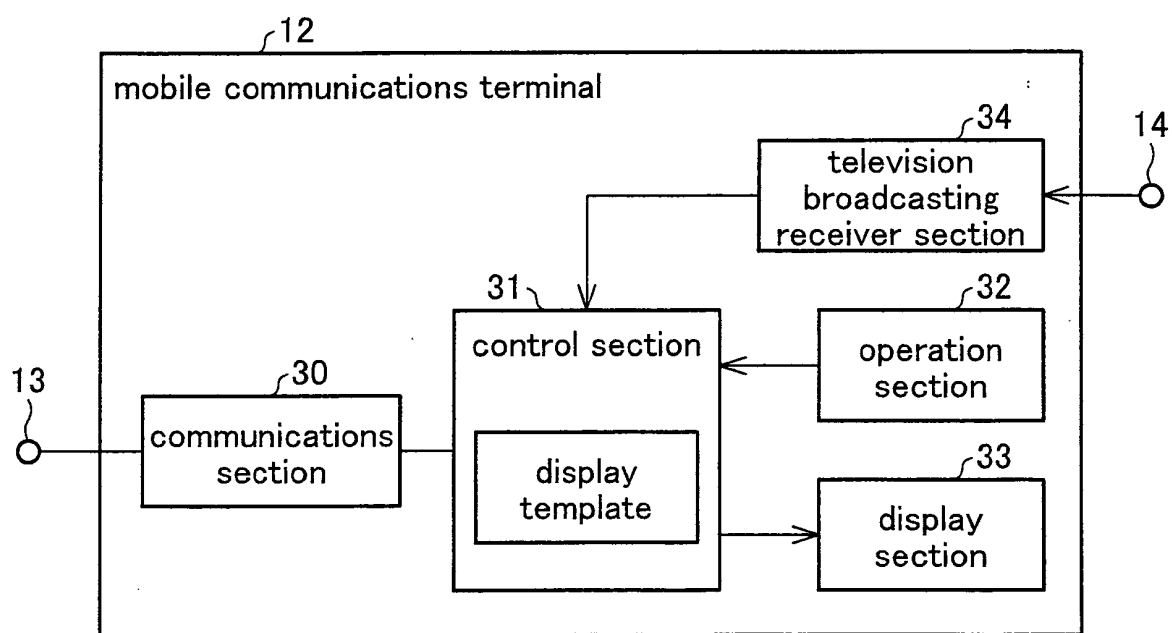 12
mobile communications terminal
34
14
television
broadcasting
receiver section
31
control section
32
operation
section
13
30
communications
section
display
template
33
display
section